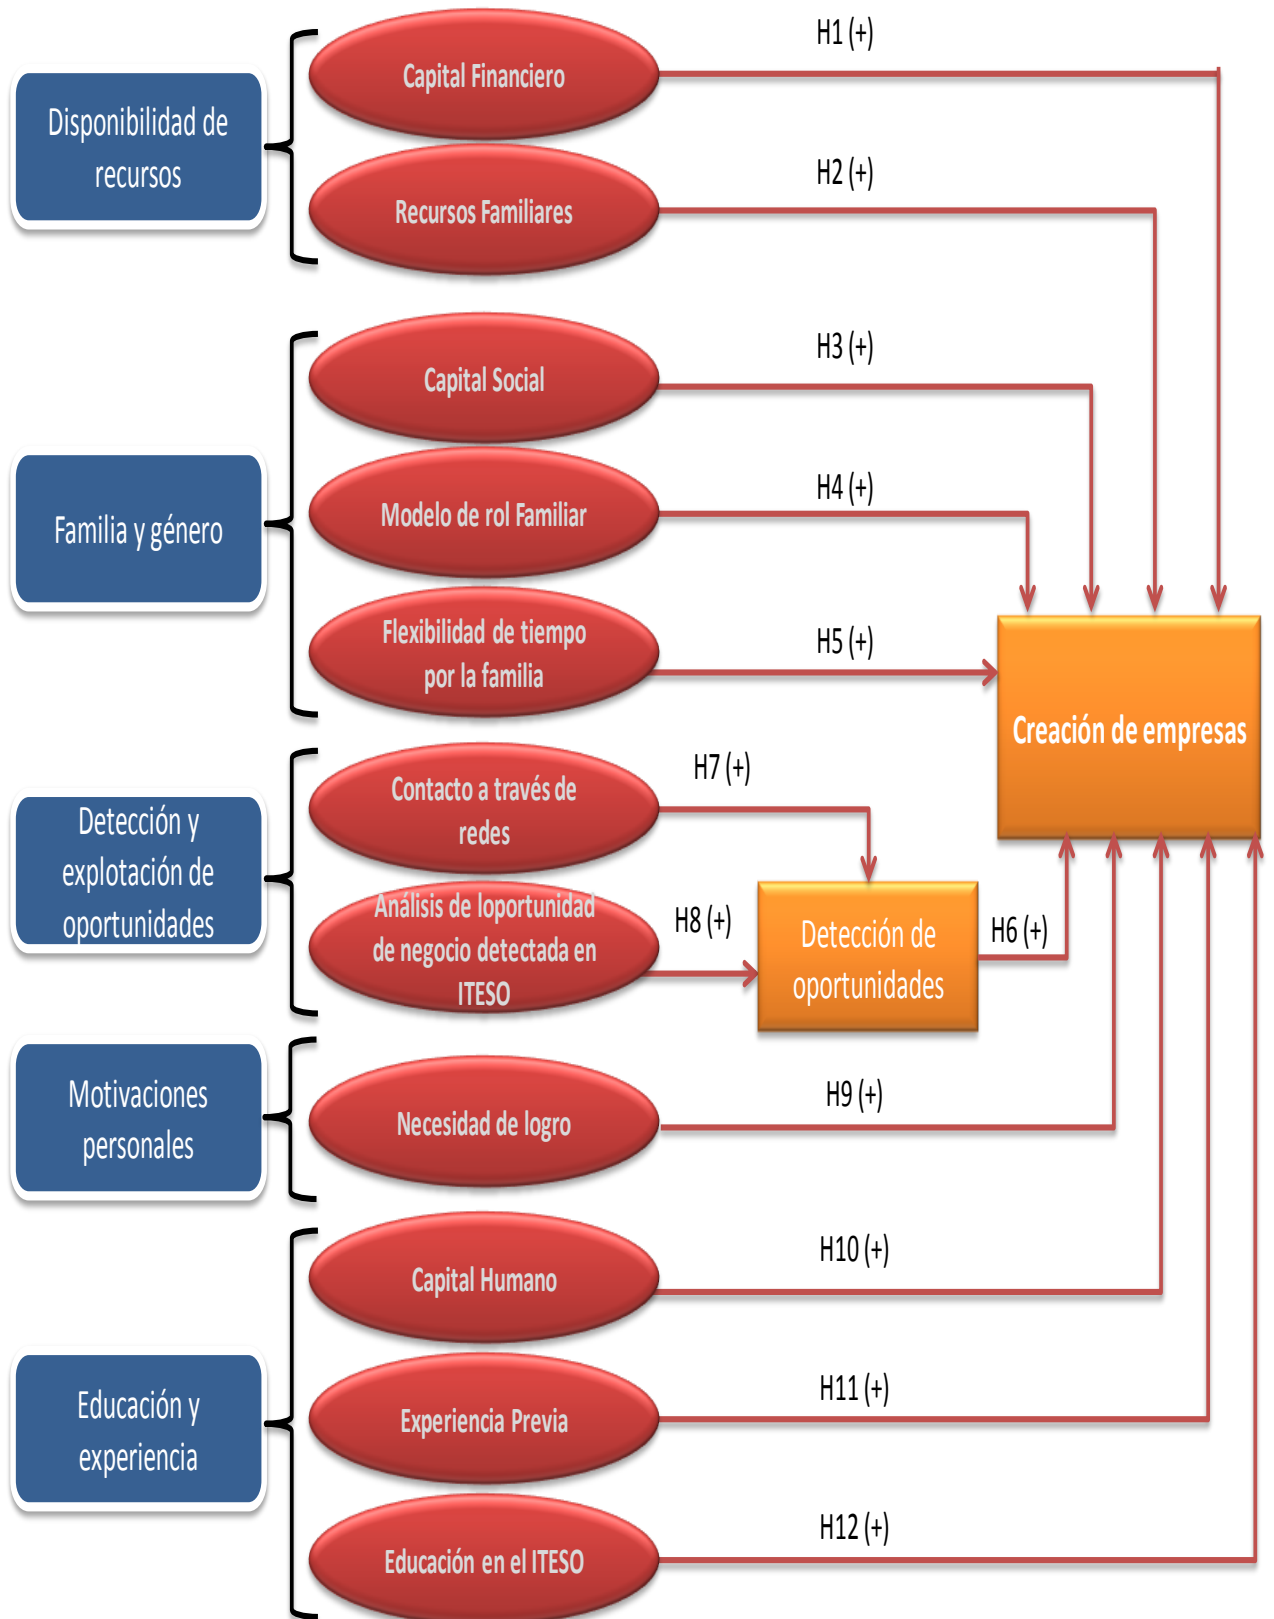 H1 (+)
Capital Financiero
Disponibilidad de
recursos
H2 (+)
Recursos Familiares
H3 (+)
Capital Social
Familia y género
H4 (+)
Modelo de rol Familiar
Flexibilidad de tiempo
por la familia
H5 (+)
Creación de empresas
Detección y
explotación de
oportunidades
Contacto a través de
redes
H7 (+)
Análisis de loportunidad
de negocio detectada en
ITESO
H8 (+)
Detección de
oportunidades
H6 (+)
Motivaciones
personales
Necesidad de logro
H9 (+)
Capital Humano
H10 (+)
Educación y
experiencia
Experiencia Previa
H11 (+)
Educación en el ITESO
H12 (+)